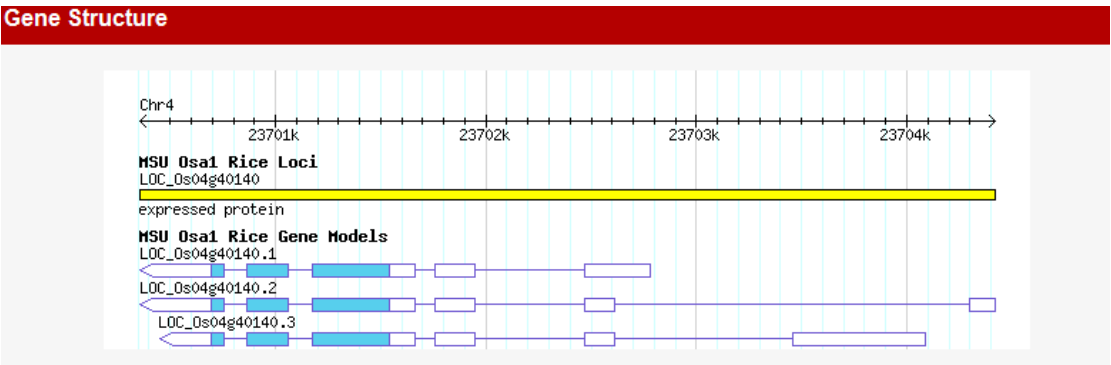 Gene Structure
Chr4
23701k 23702k 23703k 23704k
MSU Osa1 Rice Loci
LOC_Os04g40140
expressed protein
MSU Osa1 Rice Gene Models
LOC_Os04g40140.1
LOC_Os04g40140.2
LOC_Os04g40140.3